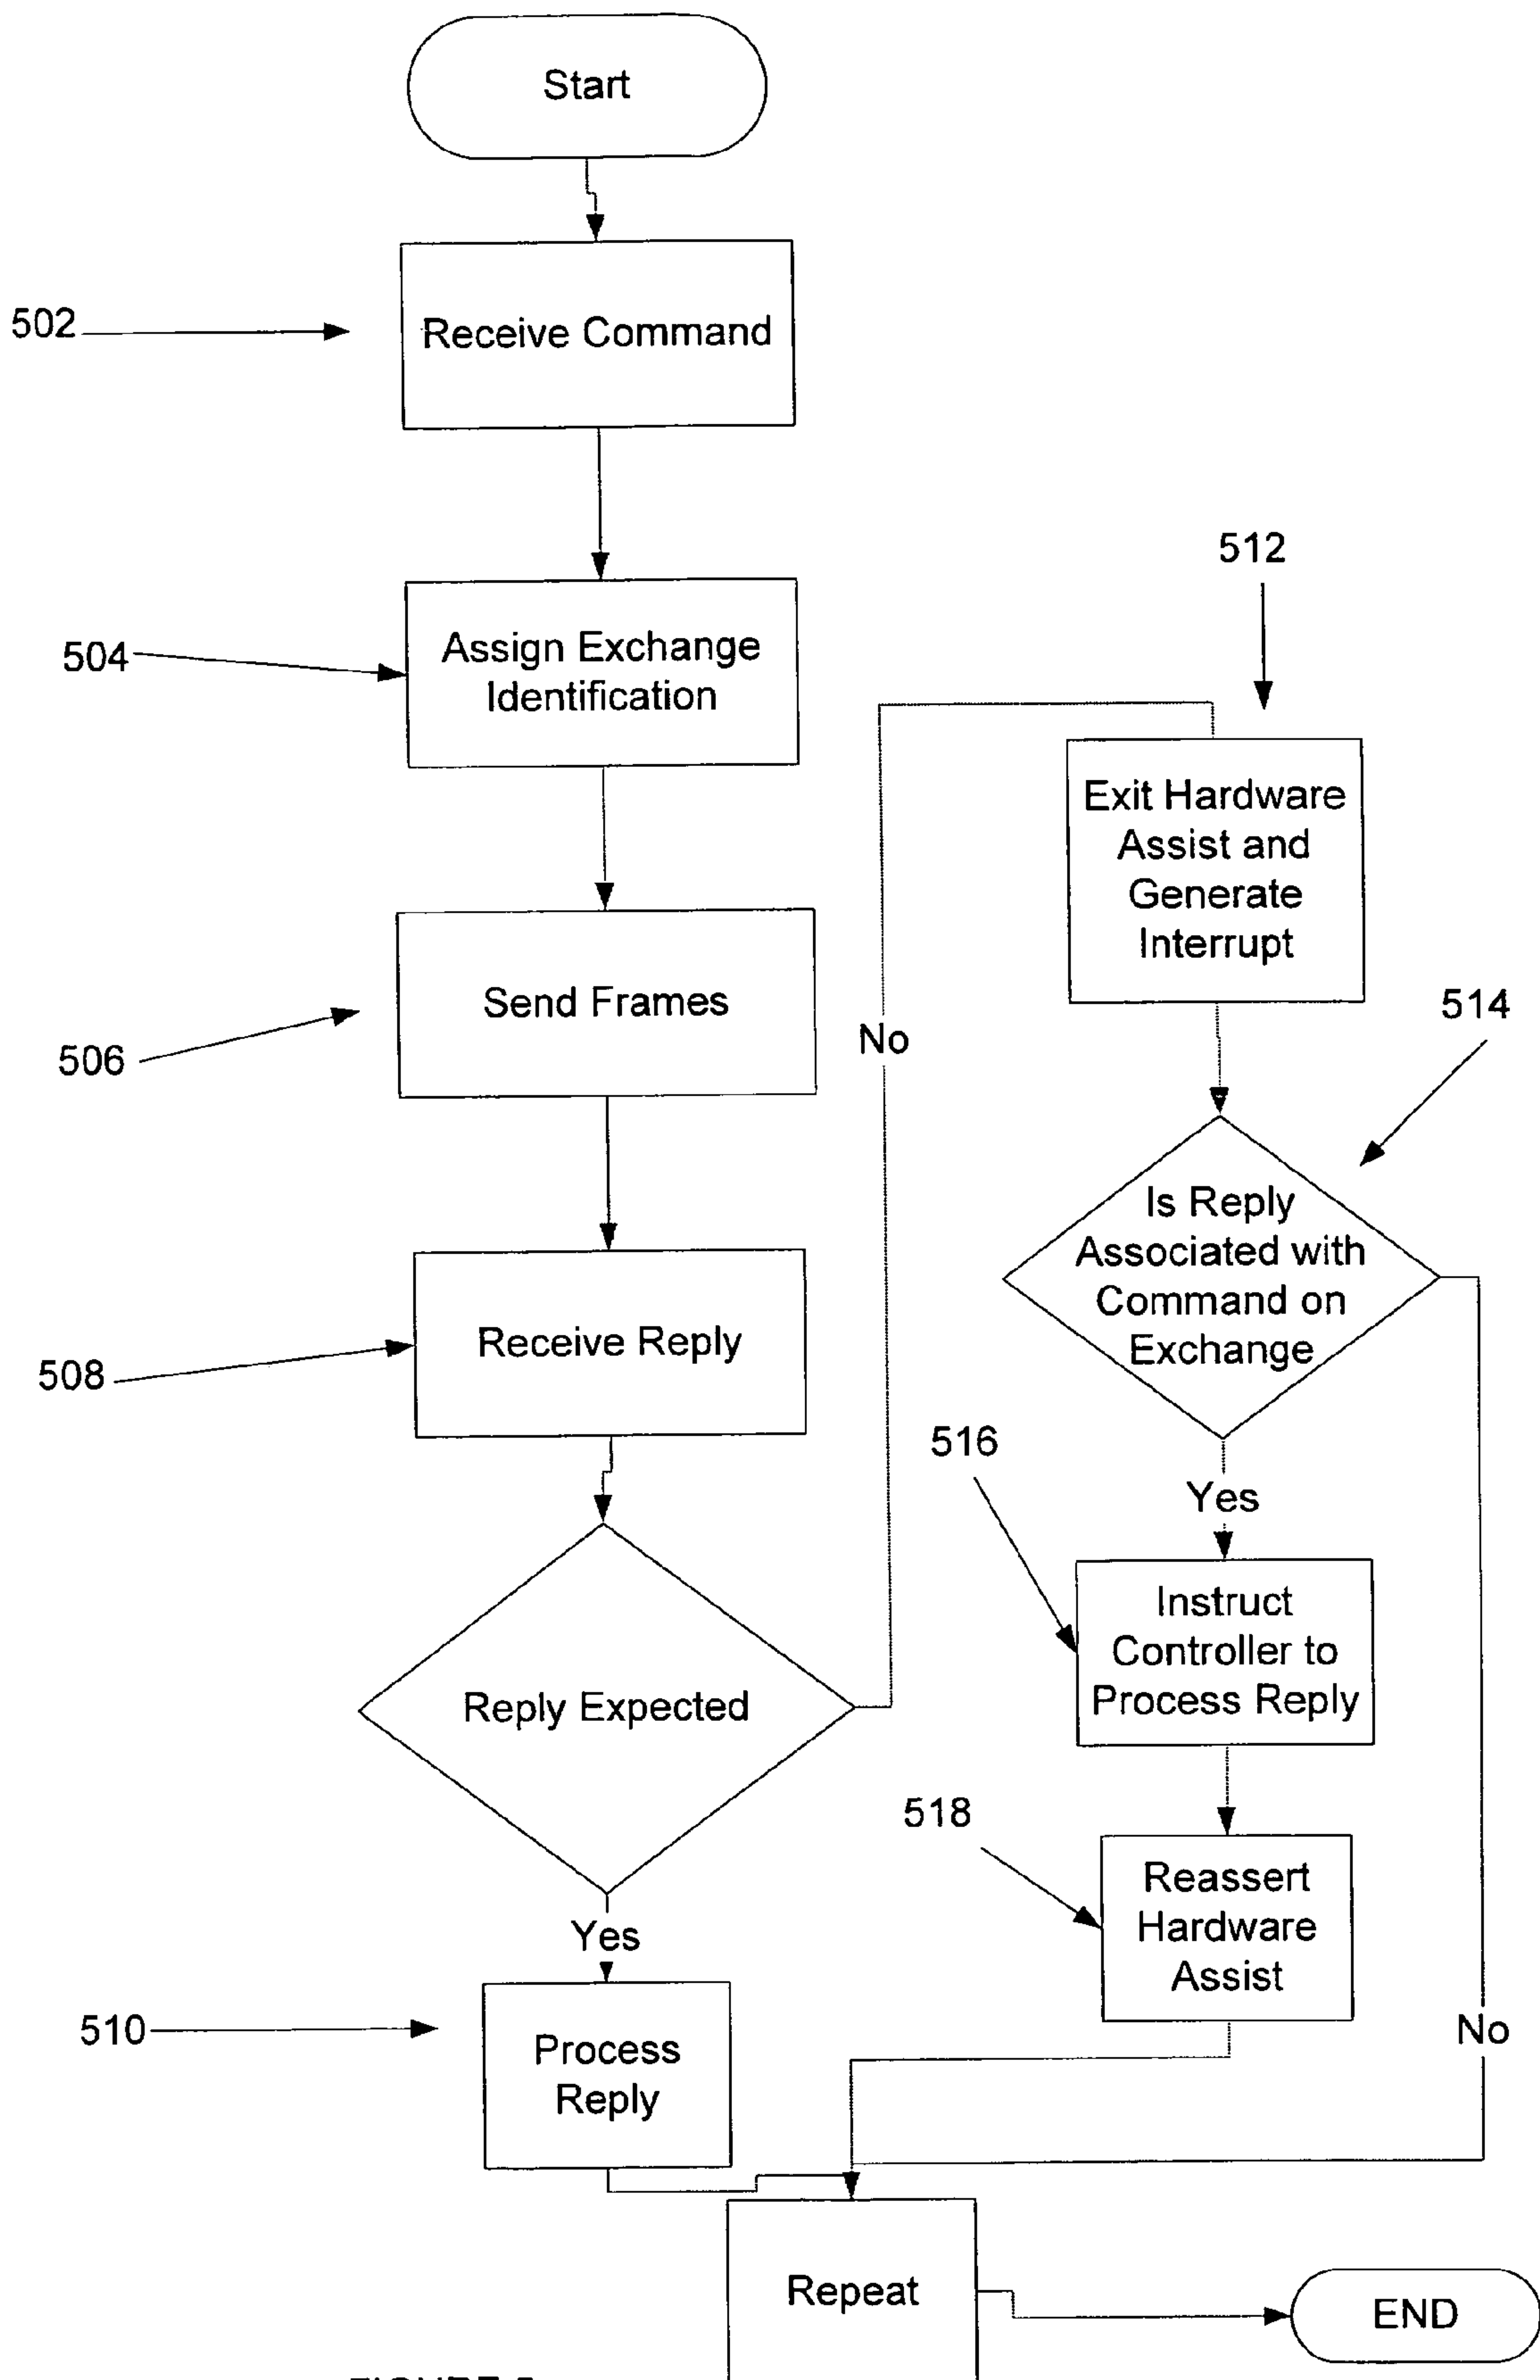 Start
502
Receive Command
504
Assign Exchange
Identification
506
Send Frames
508
Receive Reply
Reply Expected
No
Yes
510
Process
Reply
512
Exit Hardware
Assist and
Generate
Interrupt
514
Is Reply
Associated with
Command on
Exchange
516
Yes
Instruct
Controller to
Process Reply
518
Reassert
Hardware
Assist
No
Repeat
END